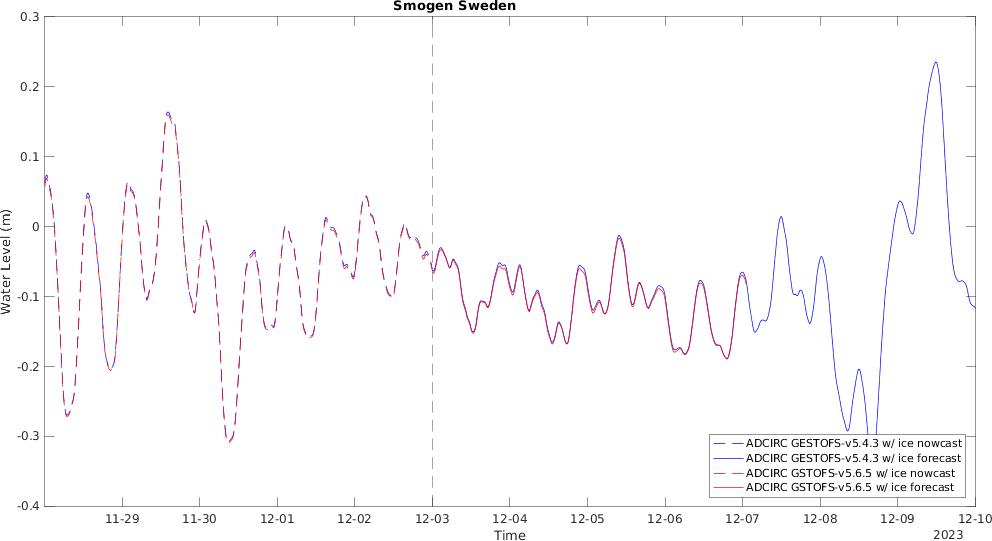 Smogen Sweden
0.3
0.2
0.1
0
-0.1
-0.2
-0.3
-0.4
Water Level (m)
ADCIRC GESTOFS-v5.4.3 w/ ice nowcast
ADCIRC GESTOFS-v5.4.3 w/ ice forecast
ADCIRC GSTOFS-v5.6.5 w/ ice nowcast
ADCIRC GSTOFS-v5.6.5 w/ ice forecast
11-29 11-30 12-01 12-02 12-03 12-04 12-05 12-06 12-07 12-08 12-09 12-10
Time
2023